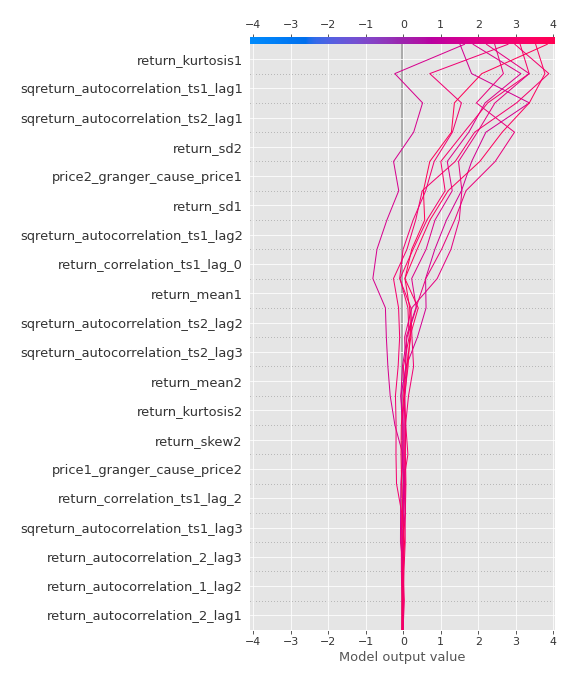 −4 −3 −2 −1 0 1 2 3 4
return_kurtosis1
sqreturn_autocorrelation_ts1_lag1
sqreturn_autocorrelation_ts2_lag1
return_sd2
price2_granger_cause_price1
return_sd1
sqreturn_autocorrelation_ts1_lag2
return_correlation_ts1_lag_0
return_mean1
sqreturn_autocorrelation_ts2_lag2
sqreturn_autocorrelation_ts2_lag3
return_mean2
return_kurtosis2
return_skew2
price1_granger_cause_price2
return_correlation_ts1_lag_2
sqreturn_autocorrelation_ts1_lag3
return_autocorrelation_2_lag3
return_autocorrelation_1_lag2
return_autocorrelation_2_lag1
−4 −3 −2 −1 0 1 2 3 4
Model output value